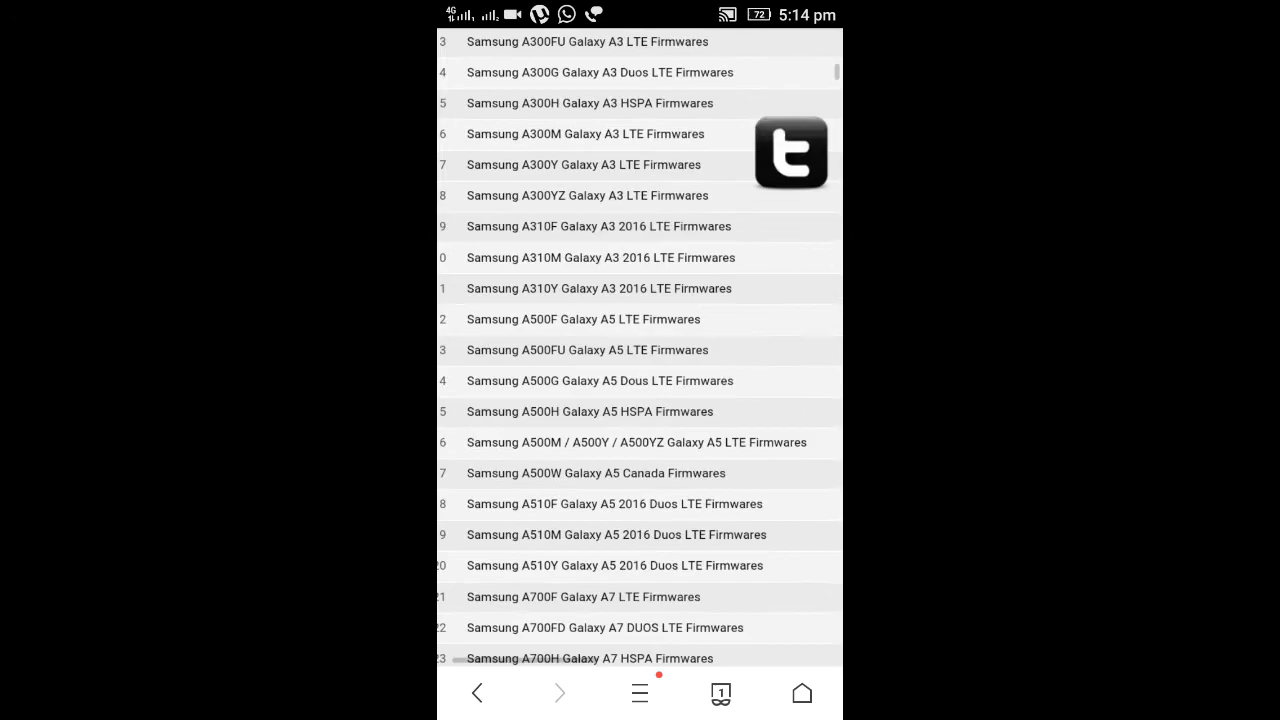 4G 72 5:14 pm
3 Samsung A300FU Galaxy A3 LTE Firmwares
4 Samsung A300G Galaxy A3 Duos LTE Firmwares
5 Samsung A300H Galaxy A3 HSPA Firmwares
6 Samsung A300M Galaxy A3 LTE Firmwares
7 Samsung A300Y Galaxy A3 LTE Firmwares
8 Samsung A300YZ Galaxy A3 LTE Firmwares
9 Samsung A310F Galaxy A3 2016 LTE Firmwares
0 Samsung A310M Galaxy A3 2016 LTE Firmwares
1 Samsung A310Y Galaxy A3 2016 LTE Firmwares
2 Samsung A500F Galaxy A5 LTE Firmwares
3 Samsung A500FU Galaxy A5 LTE Firmwares
4 Samsung A500G Galaxy A5 Dous LTE Firmwares
5 Samsung A500H Galaxy A5 HSPA Firmwares
6 Samsung A500M / A500Y / A500YZ Galaxy A5 LTE Firmwares
7 Samsung A500W Galaxy A5 Canada Firmwares
8 Samsung A510F Galaxy A5 2016 Duos LTE Firmwares
9 Samsung A510M Galaxy A5 2016 Duos LTE Firmwares
20 Samsung A510Y Galaxy A5 2016 Duos LTE Firmwares
21 Samsung A700F Galaxy A7 LTE Firmwares
22 Samsung A700FD Galaxy A7 DUOS LTE Firmwares
23 Samsung A700H Galaxy A7 HSPA Firmwares
1